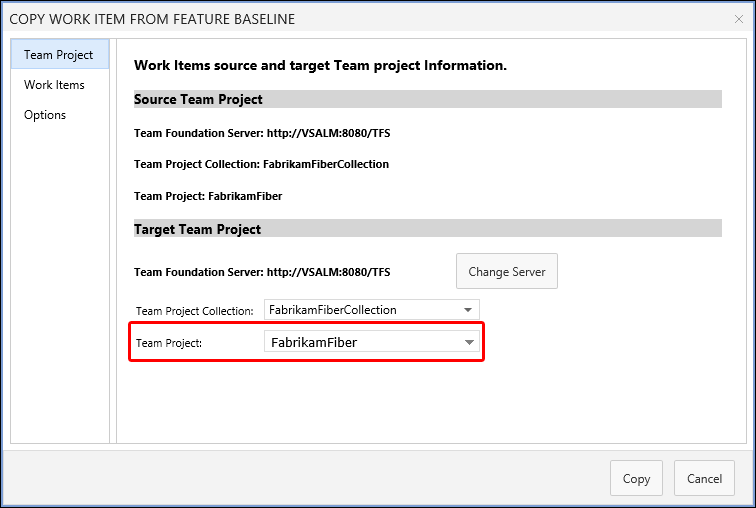 COPY WORK ITEM FROM FEATURE BASELINE
Team Project
Work Items
Options
Work Items source and target Team project Information.
Source Team Project
Team Foundation Server: http://VSALM:8080/TFS
Team Project Collection: FabrikamFiberCollection
Team Project: FabrikamFiber
Target Team Project
Team Foundation Server: http://VSALM:8080/TFS
Change Server
Team Project Collection: FabrikamFiberCollection
Team Project: FabrikamFiber
Copy
Cancel